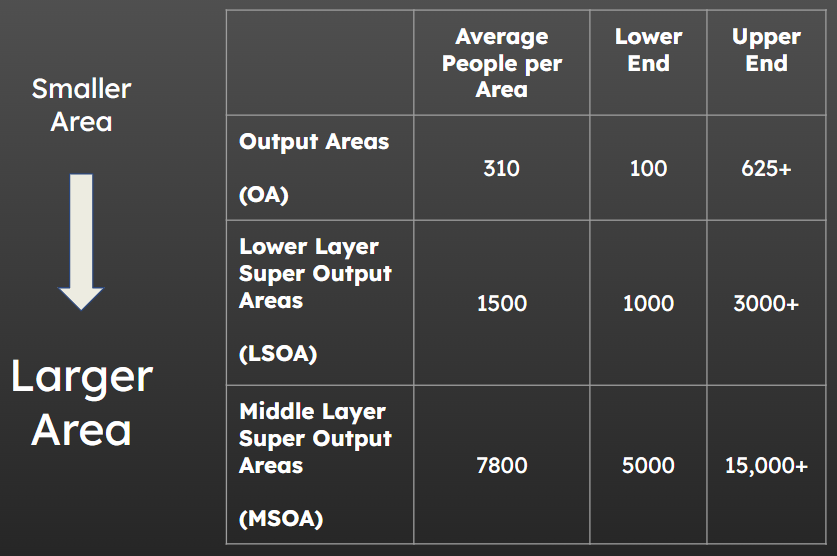 Smaller
Area
Larger
Area
Average
People per
Area
Lower
End
Upper
End
Output Areas
(OA)
310
100
625+
Lower Layer
Super Output
Areas
(LSOA)
1500
1000
3000+
Middle Layer
Super Output
Areas
(MSOA)
7800
5000
15,000+